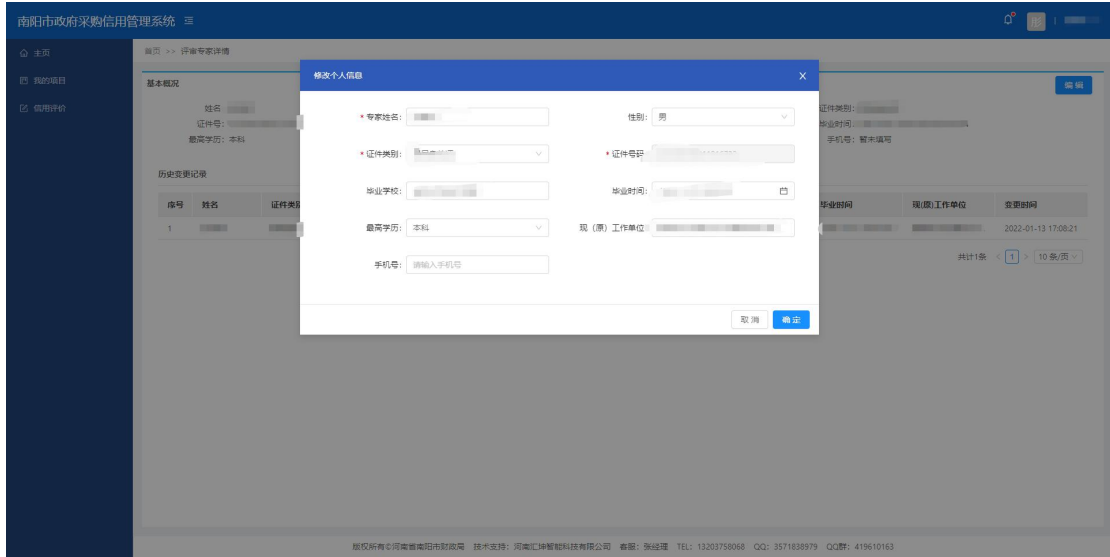 南阳市政府采购信用管理系统
主页
我的项目
信用评价
首页 >> 评审专家详情
基本概况
编辑
姓名
证件类别:
证件号:
毕业时间:
最高学历: 本科
手机号: 暂未填写
历史变更记录
序号 姓名 证件类别 毕业时间 现(原)工作单位 变更时间
1 2022-01-13 17:08:21
共计1条 < 1 > 10 条/页
修改个人信息 X
* 专家姓名:
性别: 男
* 证件类别:
* 证件号码
毕业学校:
毕业时间:
最高学历: 本科
现（原）工作单位
手机号: 请输入手机号
取消 确定
版权所有©河南省南阳市财政局 技术支持: 河南汇坤智能科技有限公司 客服: 张经理 TEL: 13203758068 QQ: 3571838979 QQ群: 419610163